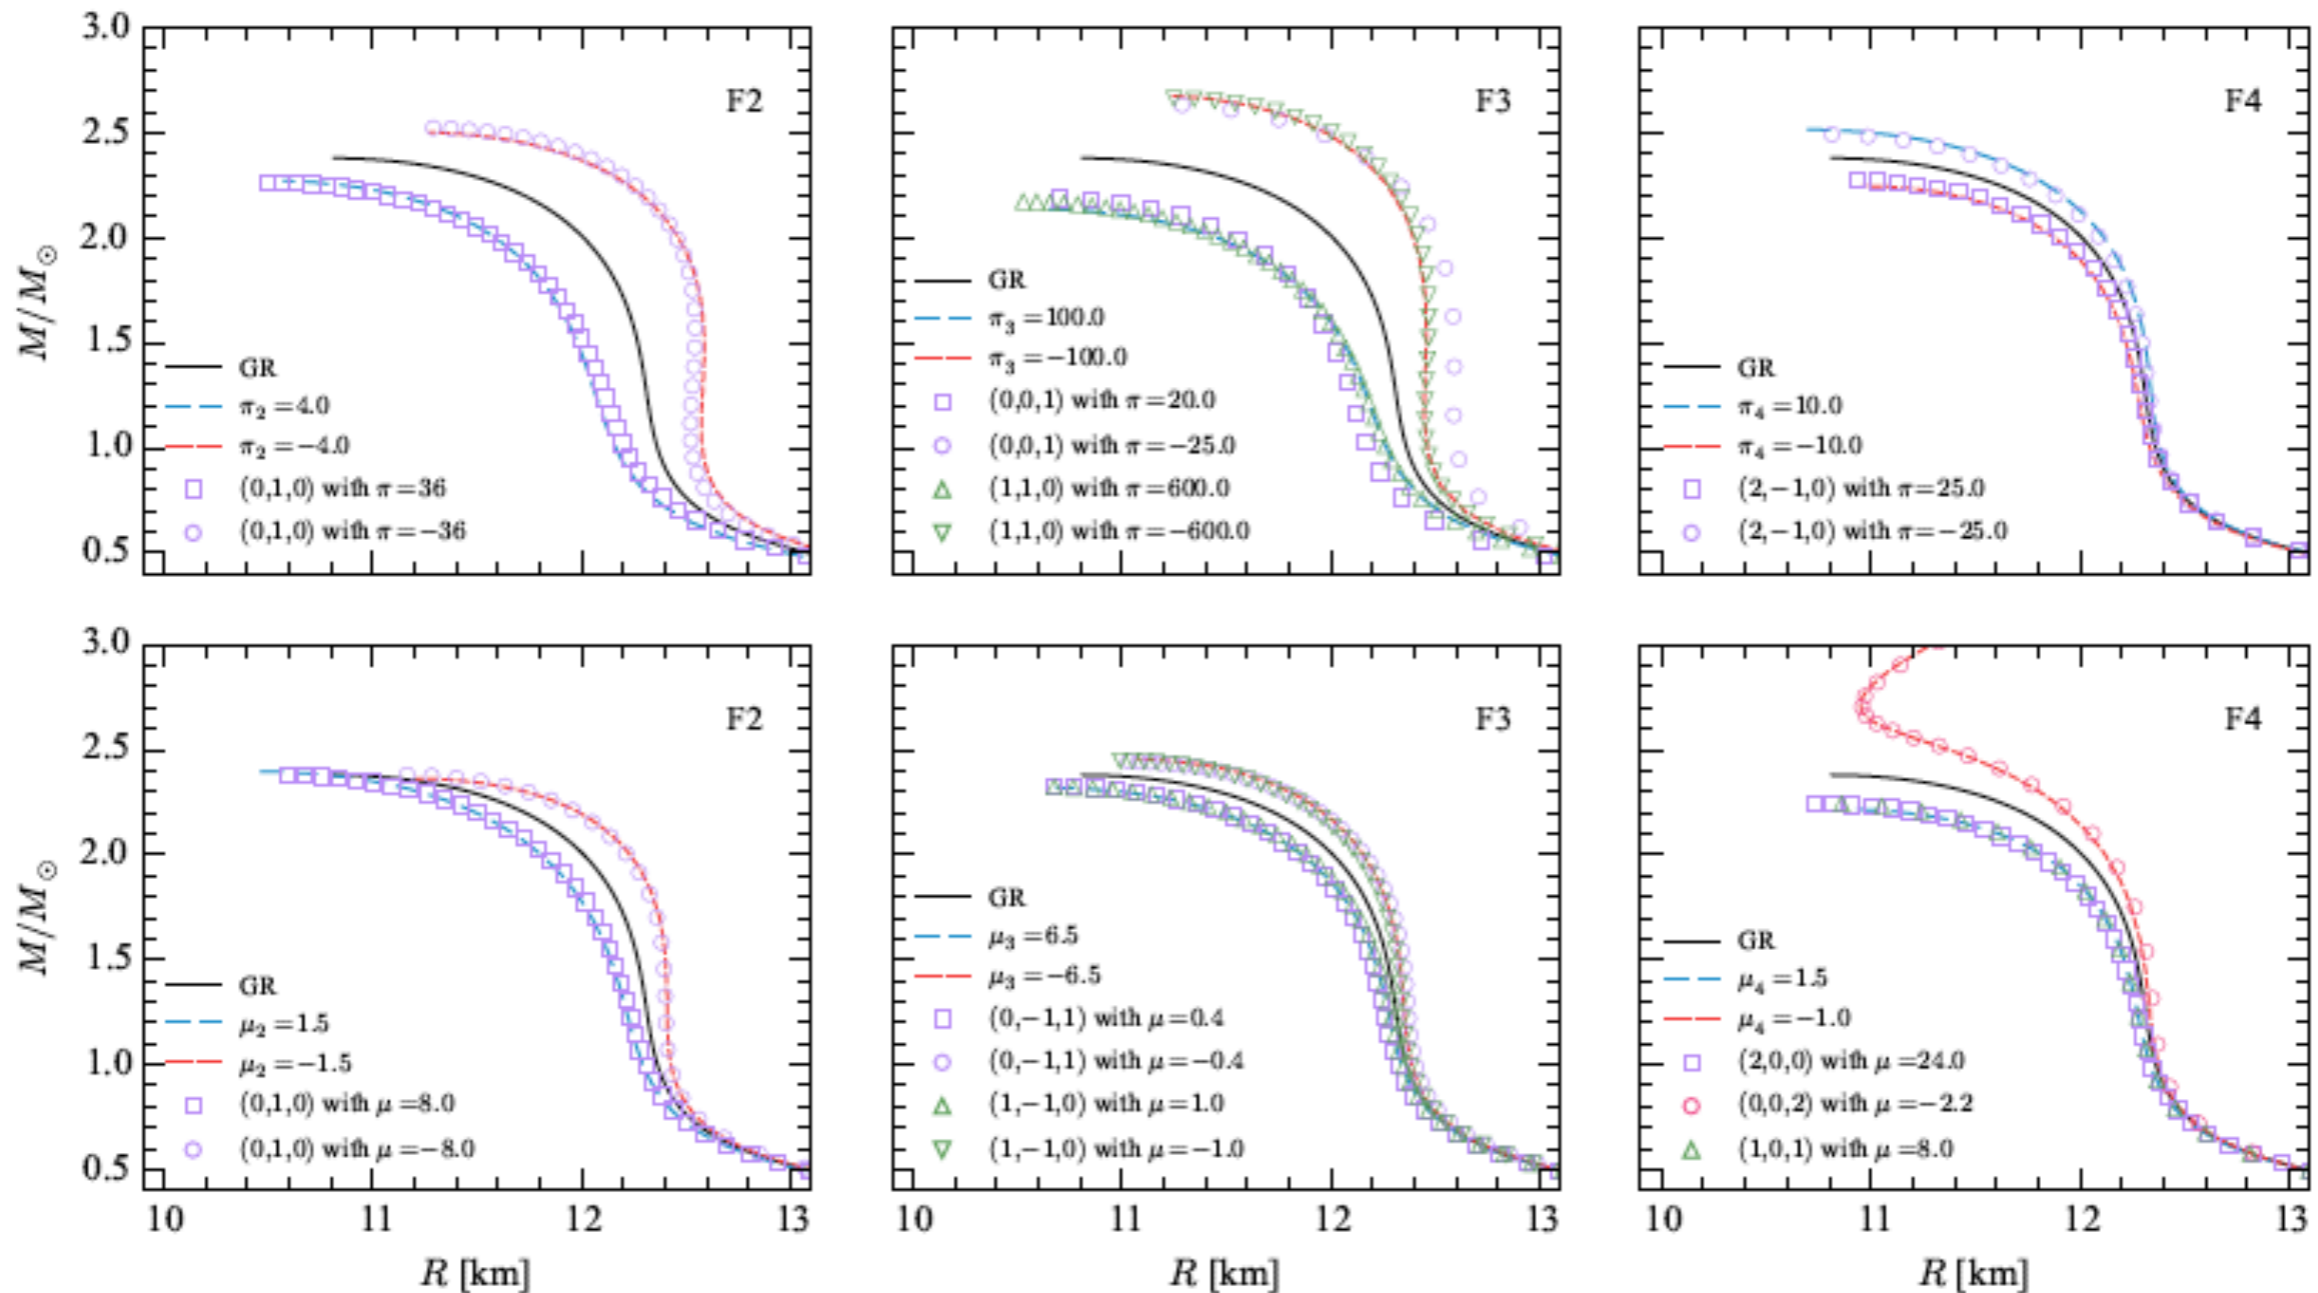 3.0
2.5
2.0
1.5
1.0
0.5
M/M⊙
F2
GR
π₂ = 4.0
π₂ = −4.0
(0,1,0) with π = 36
(0,1,0) with π = −36
F3
GR
π₃ = 100.0
π₃ = −100.0
(0,0,1) with π = 20.0
(0,0,1) with π = −25.0
(1,1,0) with π = 600.0
(1,1,0) with π = −600.0
F4
GR
π₄ = 10.0
π₄ = −10.0
(2,−1,0) with π = 25.0
(2,−1,0) with π = −25.0
3.0
2.5
2.0
1.5
1.0
0.5
M/M⊙
F2
GR
μ₂ = 1.5
μ₂ = −1.5
(0,1,0) with μ = 8.0
(0,1,0) with μ = −8.0
10 11 12 13
R [km]
F3
GR
μ₃ = 6.5
μ₃ = −6.5
(0,−1,1) with μ = 0.4
(0,−1,1) with μ = −0.4
(1,−1,0) with μ = 1.0
(1,−1,0) with μ = −1.0
10 11 12 13
R [km]
F4
GR
μ₄ = 1.5
μ₄ = −1.0
(2,0,0) with μ = 24.0
(0,0,2) with μ = −2.2
(1,0,1) with μ = 8.0
10 11 12 13
R [km]